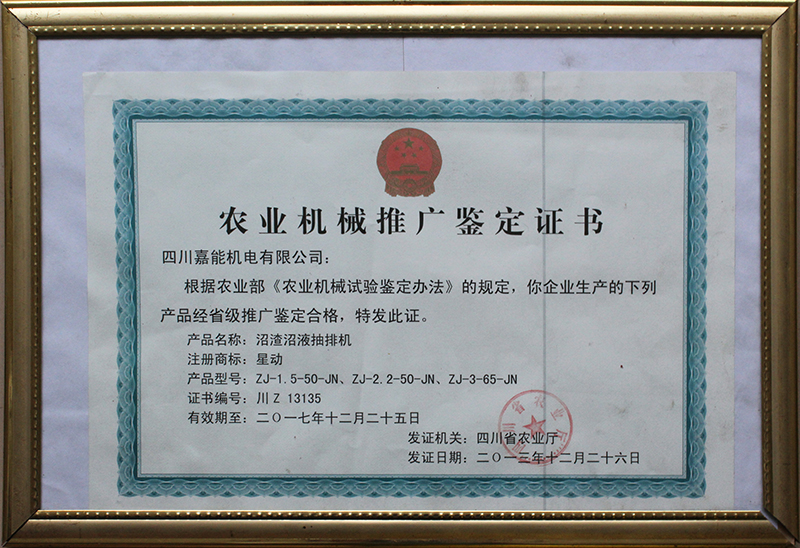 农业机械推广鉴定证书
四川嘉能机电有限公司：
根据农业部《农业机械试验鉴定办法》的规定，你企业生产的下列
产品经省级推广鉴定合格，特发此证。
产品名称：沼渣沼液抽排机
注册商标：星动
产品型号：ZJ-1.5-50-JN、ZJ-2.2-50-JN、ZJ-3-65-JN
证书编号：川 Z 13135
有效期至：二〇一七年十二月二十五日
发证机关：四川省农业厅
发证日期：二〇一三年十二月二十六日